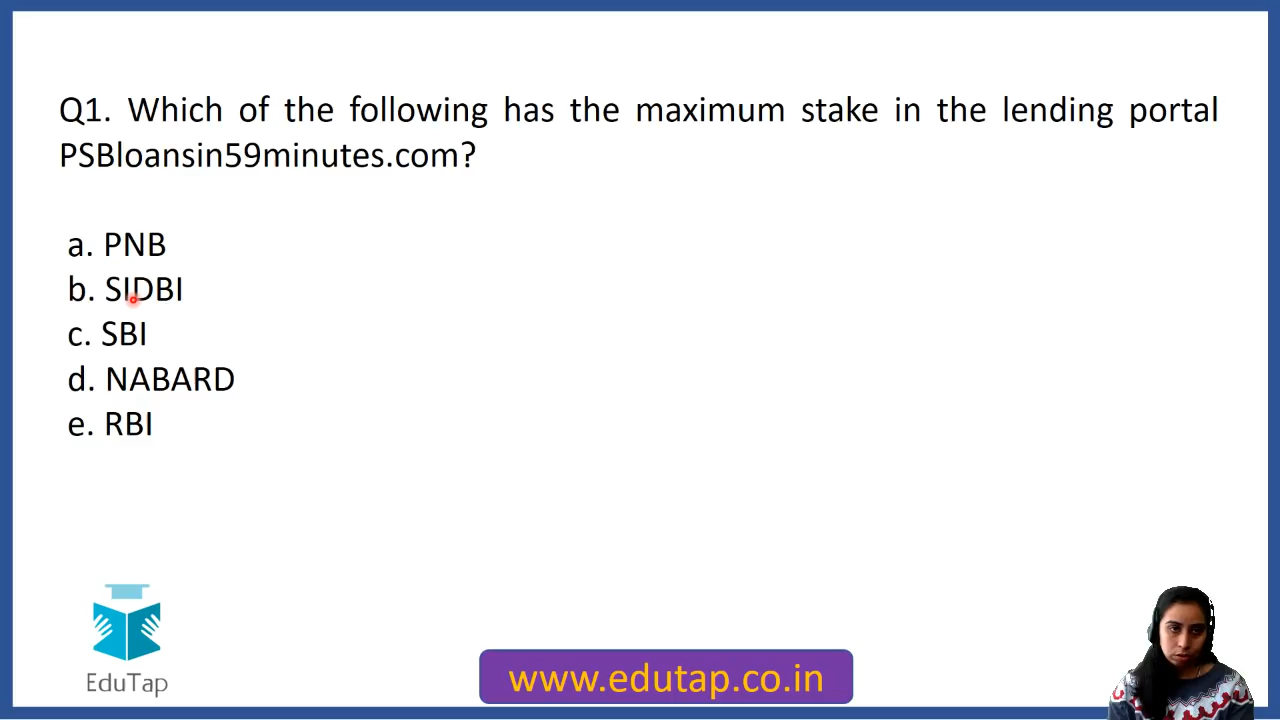 Q1. Which of the following has the maximum stake in the lending portal
PSBloansin59minutes.com?
a. PNB
b. SIDBI
c. SBI
d. NABARD
e. RBI
EduTap
www.edutap.co.in